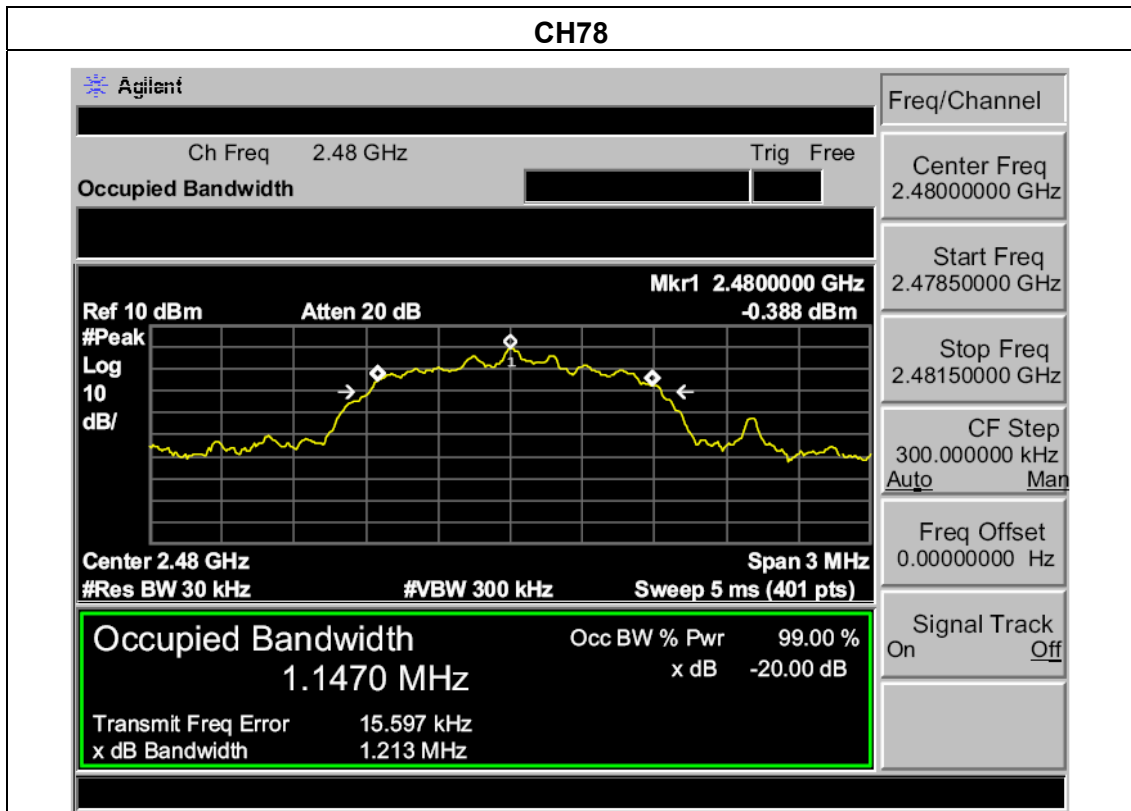 CH78
Agilent
Freq/Channel
Ch Freq 2.48 GHz Trig Free
Occupied Bandwidth
Center Freq
2.48000000 GHz
Start Freq
2.47850000 GHz
Stop Freq
2.48150000 GHz
CF Step
300.000000 kHz
Auto Man
Freq Offset
0.00000000 Hz
Signal Track
On Off
Mkr1 2.4800000 GHz
Ref 10 dBm Atten 20 dB -0.388 dBm
#Peak
Log
10
dB/
1
Center 2.48 GHz Span 3 MHz
#Res BW 30 kHz #VBW 300 kHz Sweep 5 ms (401 pts)
Occupied Bandwidth Occ BW % Pwr 99.00 %
1.1470 MHz x dB -20.00 dB
Transmit Freq Error 15.597 kHz
x dB Bandwidth 1.213 MHz